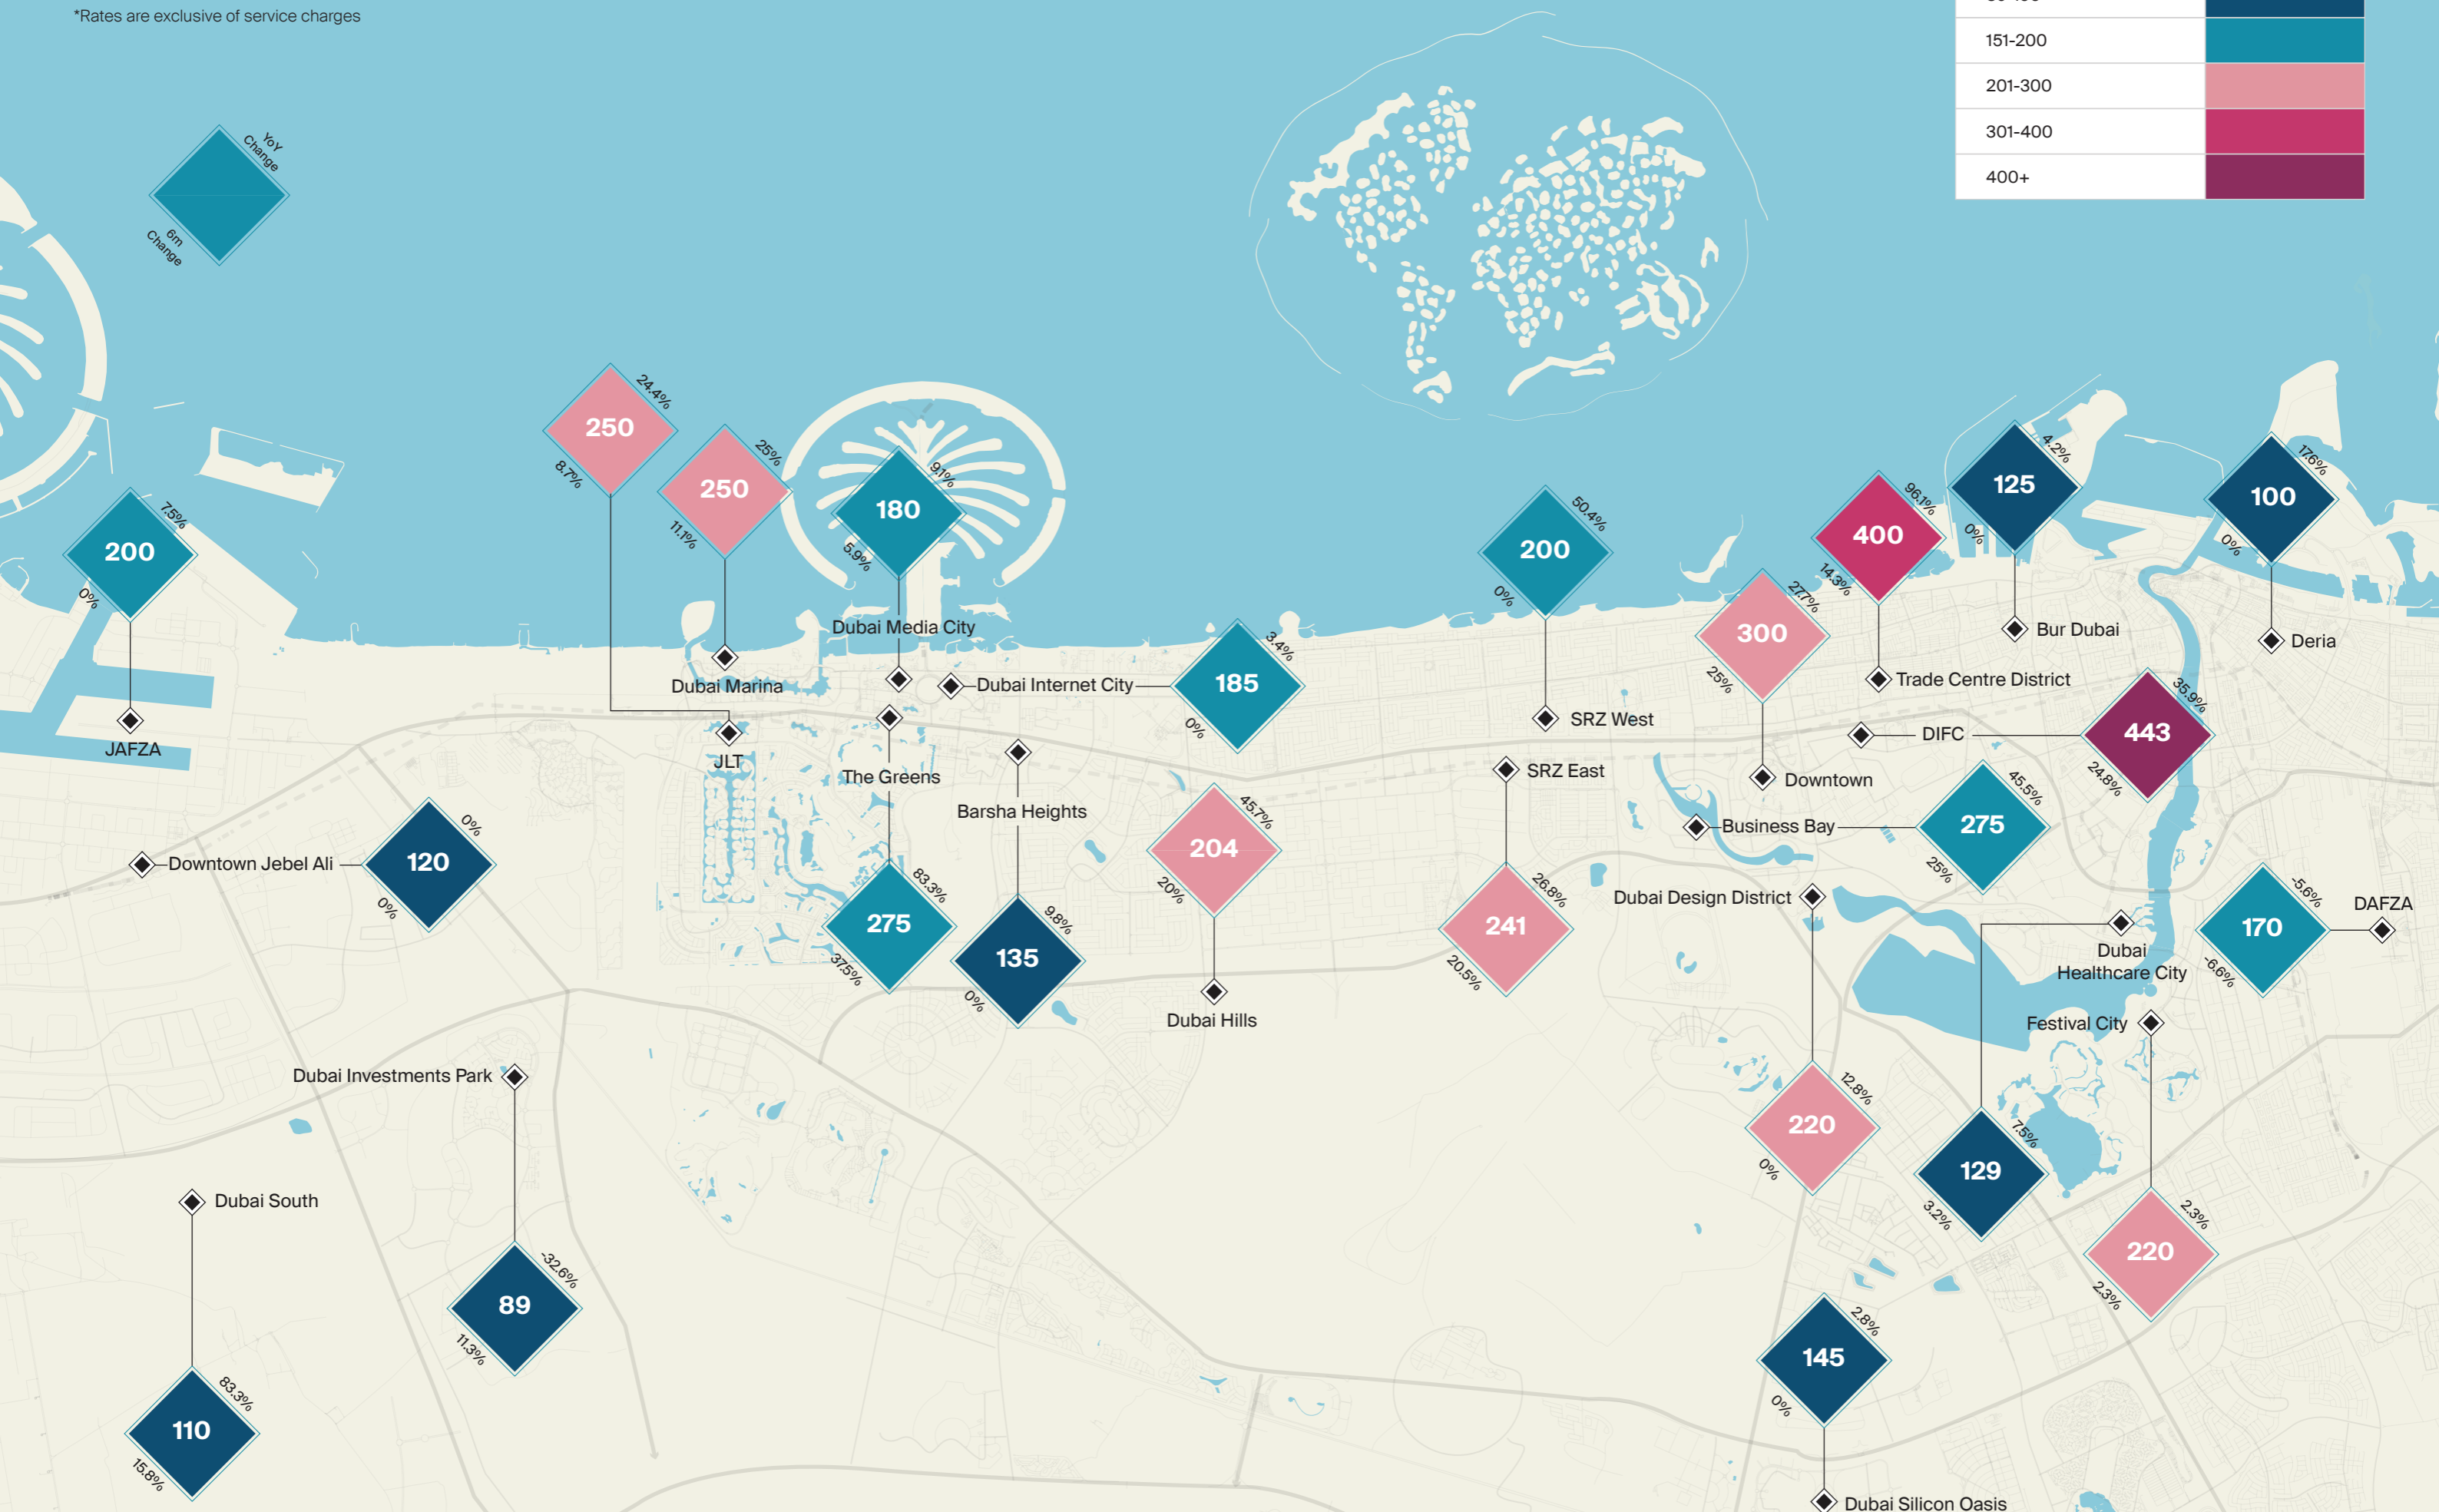 *Rates are exclusive of service charges
151-200
201-300
301-400
400+
YoY
Change
6m
Change
24.4%
250
8.7%
JLT
25%
250
11.1%
Dubai Marina
9.1%
180
5.9%
Dubai Media City
7.5%
200
0%
JAFZA
50.4%
200
0%
SRZ West
96.1%
400
14.3%
Trade Centre District
4.2%
125
0%
Bur Dubai
17.6%
100
0%
Deria
27.7%
300
25%
Downtown
Dubai Internet City
3.4%
185
0%
DIFC
35.9%
443
24.8%
The Greens
83.3%
275
37.5%
Barsha Heights
9.8%
135
0%
45.7%
204
20%
Dubai Hills
SRZ East
26.8%
241
20.5%
Business Bay
45.5%
275
25%
Downtown Jebel Ali
0%
120
0%
Dubai Design District
12.8%
220
0%
Dubai
Healthcare City
7.5%
129
3.2%
DAFZA
-5.6%
170
-6.6%
Festival City
2.3%
220
2.3%
Dubai Investments Park
-32.6%
89
11.3%
Dubai South
83.3%
110
15.8%
2.8%
145
0%
Dubai Silicon Oasis